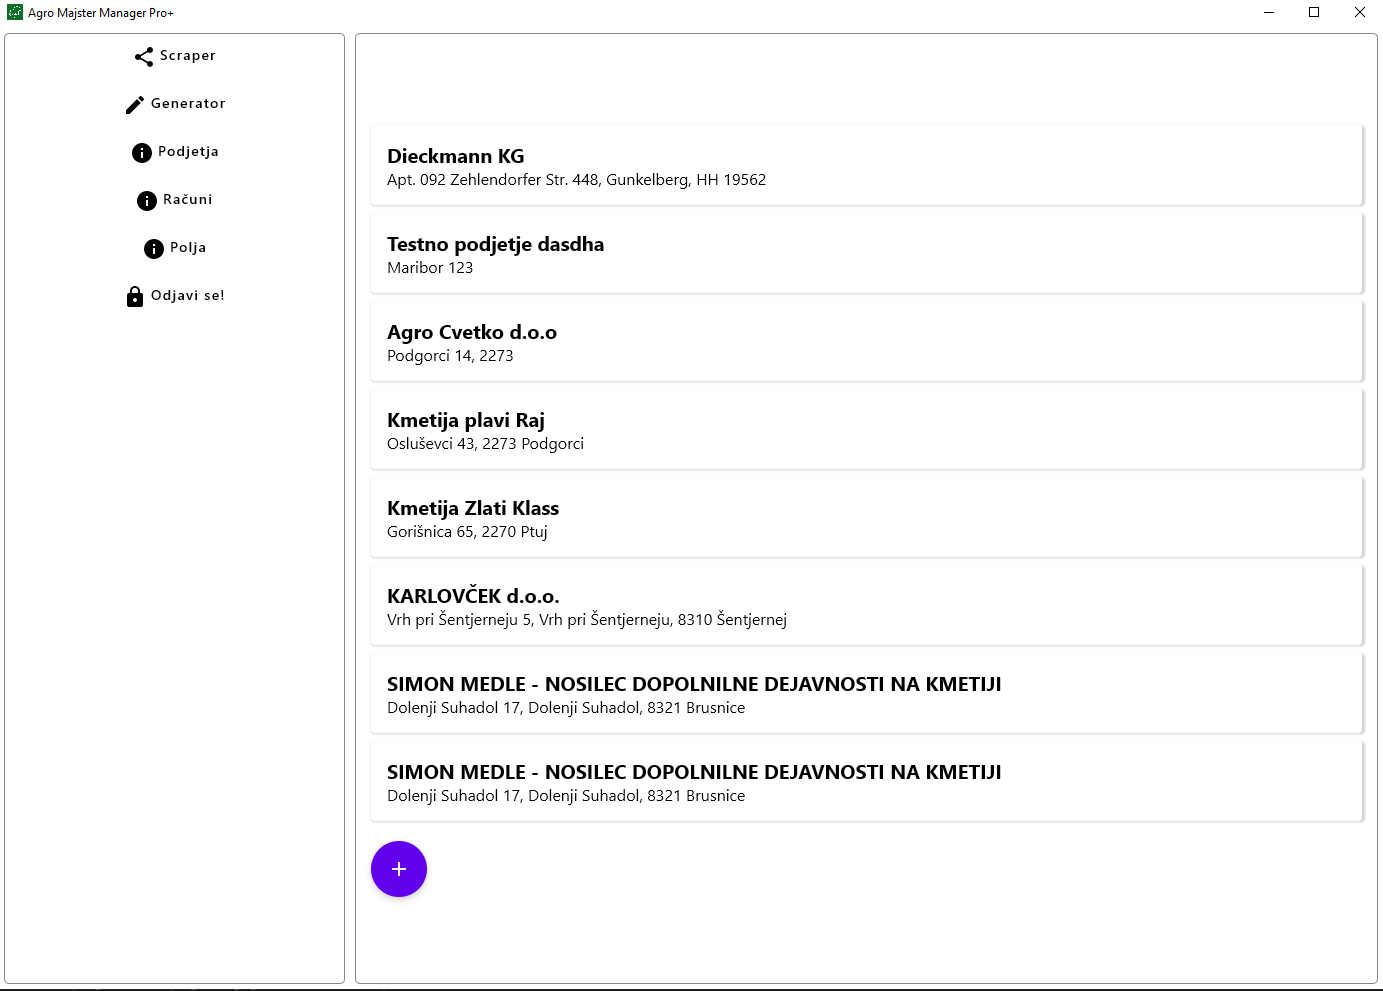 Agro Majster Manager Pro+
Scraper
Generator
Podjetja
Računi
Polja
Odjavi se!
Dieckmann KG
Apt. 092 Zehlendorfer Str. 448, Gunkelberg, HH 19562
Testno podjetje dasdha
Maribor 123
Agro Cvetko d.o.o
Podgorci 14, 2273
Kmetija plavi Raj
Osluševci 43, 2273 Podgorci
Kmetija Zlati Klass
Gorišnica 65, 2270 Ptuj
KARLOVČEK d.o.o.
Vrh pri Šentjerneju 5, Vrh pri Šentjerneju, 8310 Šentjernej
SIMON MEDLE - NOSILEC DOPOLNILNE DEJAVNOSTI NA KMETIJI
Dolenji Suhadol 17, Dolenji Suhadol, 8321 Brusnice
SIMON MEDLE - NOSILEC DOPOLNILNE DEJAVNOSTI NA KMETIJI
Dolenji Suhadol 17, Dolenji Suhadol, 8321 Brusnice